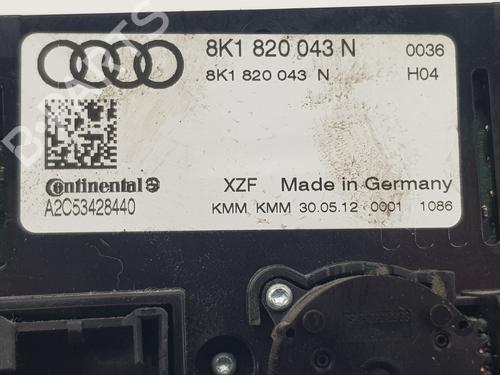 8K1 820 043 N 0036
8K1 820 043 N H04
Continental
A2C53428440
XZF Made in Germany
KMM KMM 30.05.12 0001 1086
B-PARTS